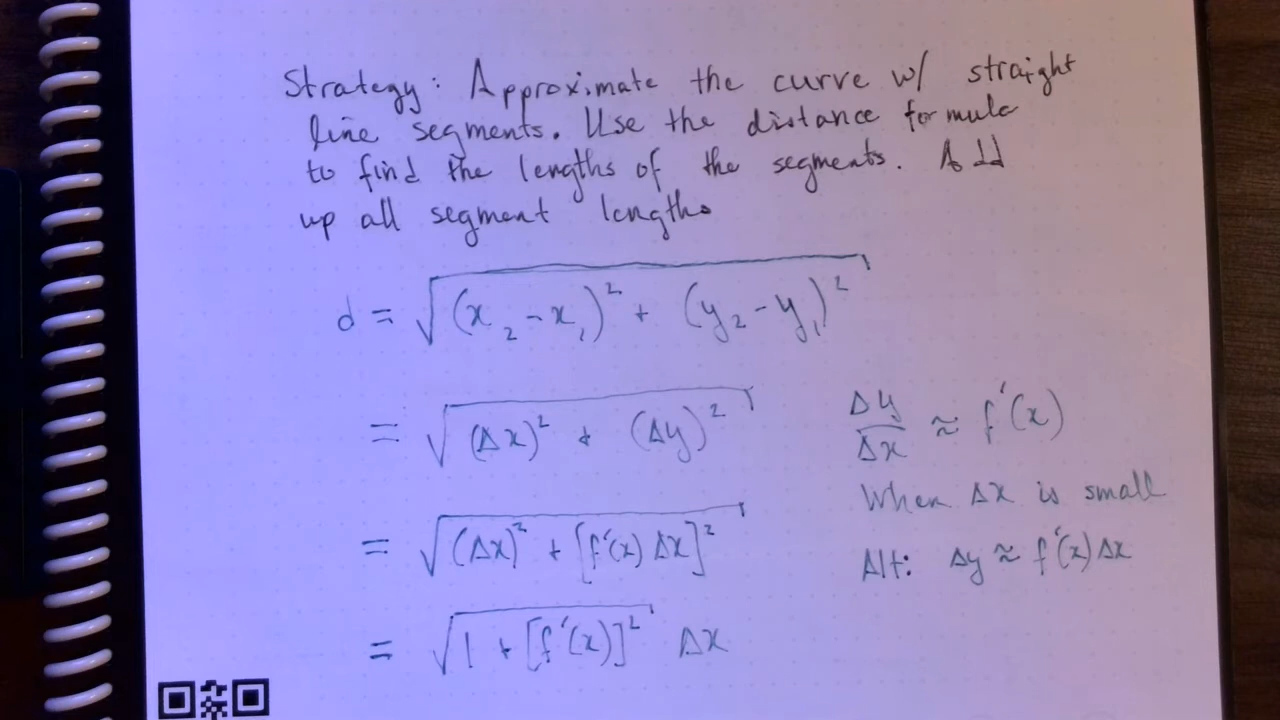 Strategy: Approximate the curve w/ straight
line segments. Use the distance formula
to find the lengths of the segments. Add
up all segment lengths
d = √((x₂ - x₁)² + (y₂ - y₁)²)
= √((Δx)² + (Δy)²)
Δy/Δx ≈ f'(x)
When Δx is small
= √((Δx)² + [f'(x) Δx]²)
Alt: Δy ≈ f'(x) Δx
= √(1 + [f'(x)]²) Δx